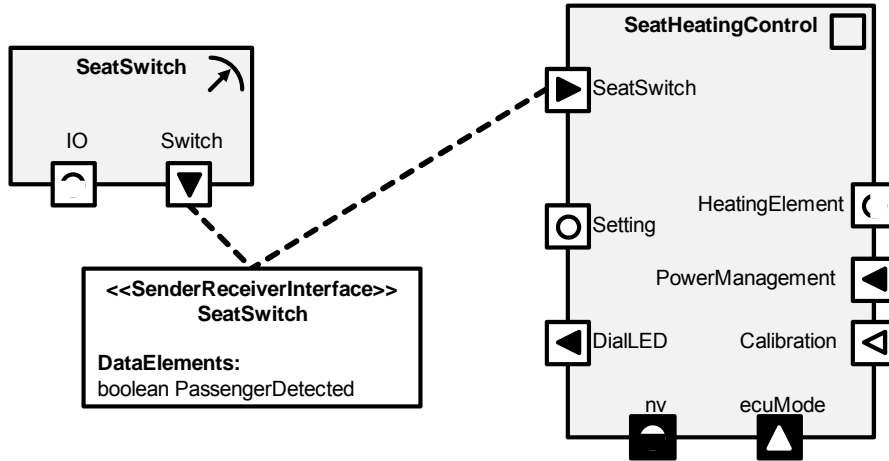 SeatSwitch
IO Switch
<<SenderReceiverInterface>>
SeatSwitch
DataElements:
boolean PassengerDetected
SeatHeatingControl
SeatSwitch
HeatingElement
Setting
PowerManagement
DialLED Calibration
nv ecuMode